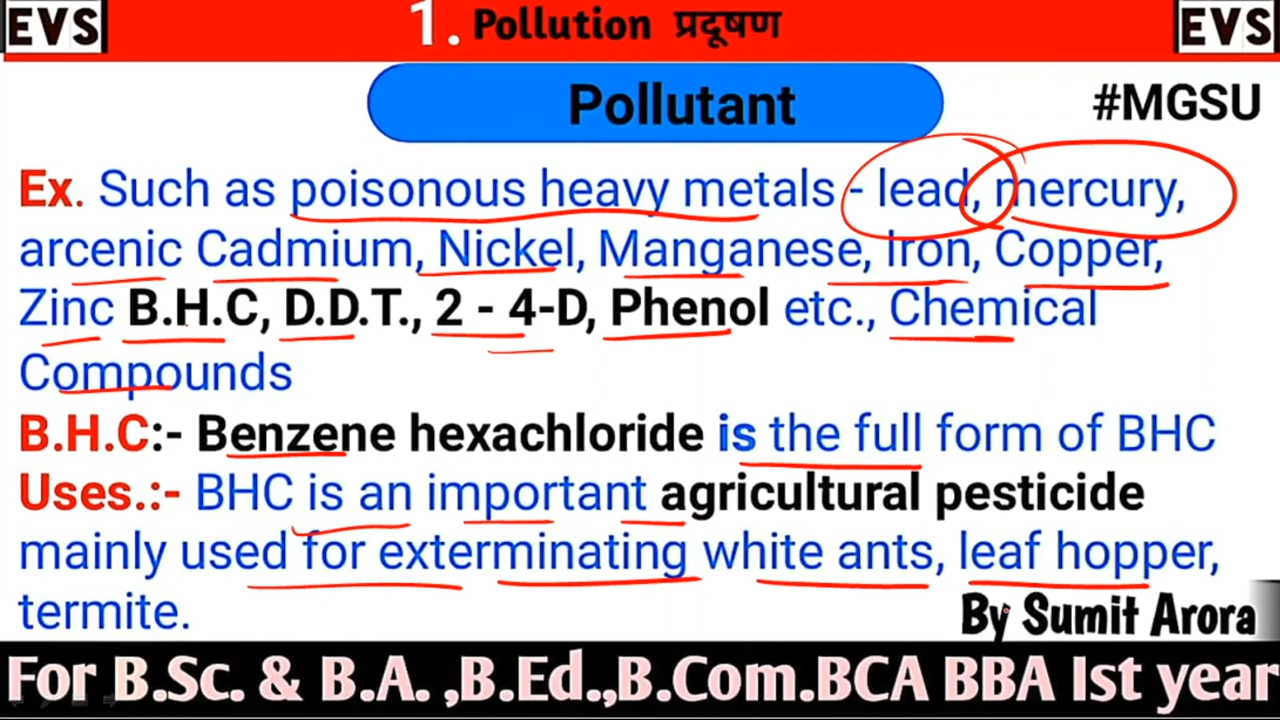 EVS 1. Pollution प्रदूषण EVS
Pollutant #MGSU
Ex. Such as poisonous heavy metals - lead, mercury,
arcenic Cadmium, Nickel, Manganese, Iron, Copper,
Zinc B.H.C, D.D.T., 2 - 4-D, Phenol etc., Chemical
Compounds
B.H.C:- Benzene hexachloride is the full form of BHC
Uses.:- BHC is an important agricultural pesticide
mainly used for exterminating white ants, leaf hopper,
termite.
By Sumit Arora
For B.Sc. & B.A. ,B.Ed.,B.Com.BCA BBA Ist year